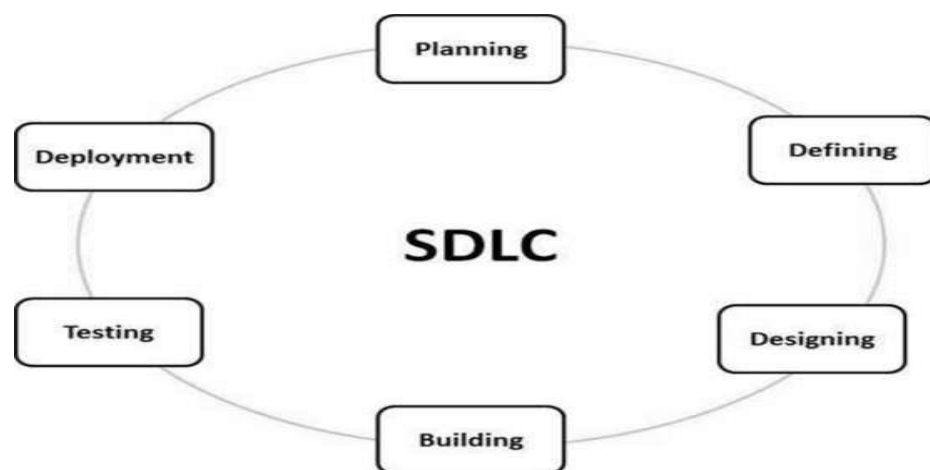 Planning
Defining
Designing
Building
Testing
Deployment
SDLC